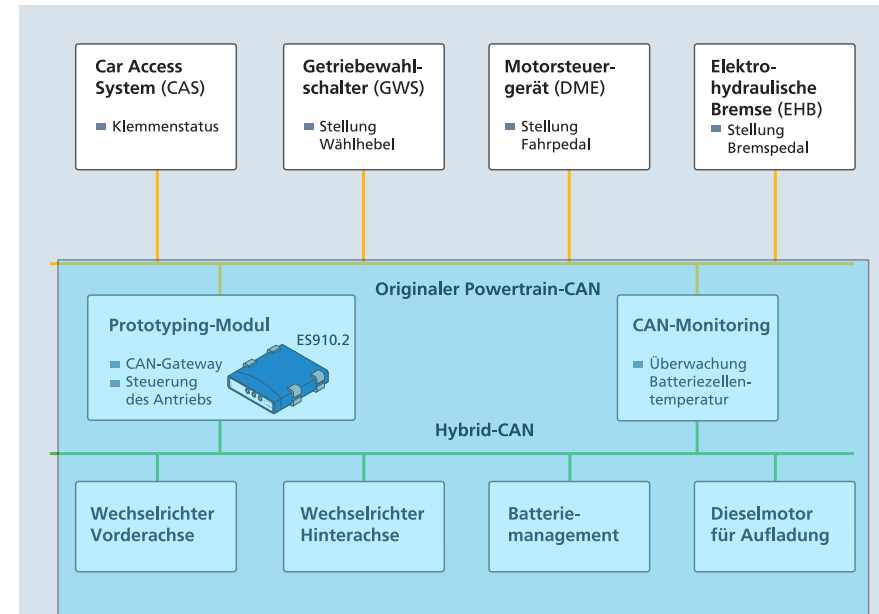 Car Access
System (CAS)
Klemmenstatus
Getriebewahl-
schalter (GWS)
Stellung
Wählhebel
Motorsteuer-
gerät (DME)
Stellung
Fahrpedal
Elektro-
hydraulische
Bremse (EHB)
Stellung
Bremspedal
Originaler Powertrain-CAN
Prototyping-Modul
ES910.2
CAN-Gateway
Steuerung
des Antriebs
CAN-Monitoring
Überwachung
Batteriezellen-
temperatur
Hybrid-CAN
Wechselrichter
Vorderachse
Wechselrichter
Hinterachse
Batterie-
management
Dieselmotor
für Aufladung